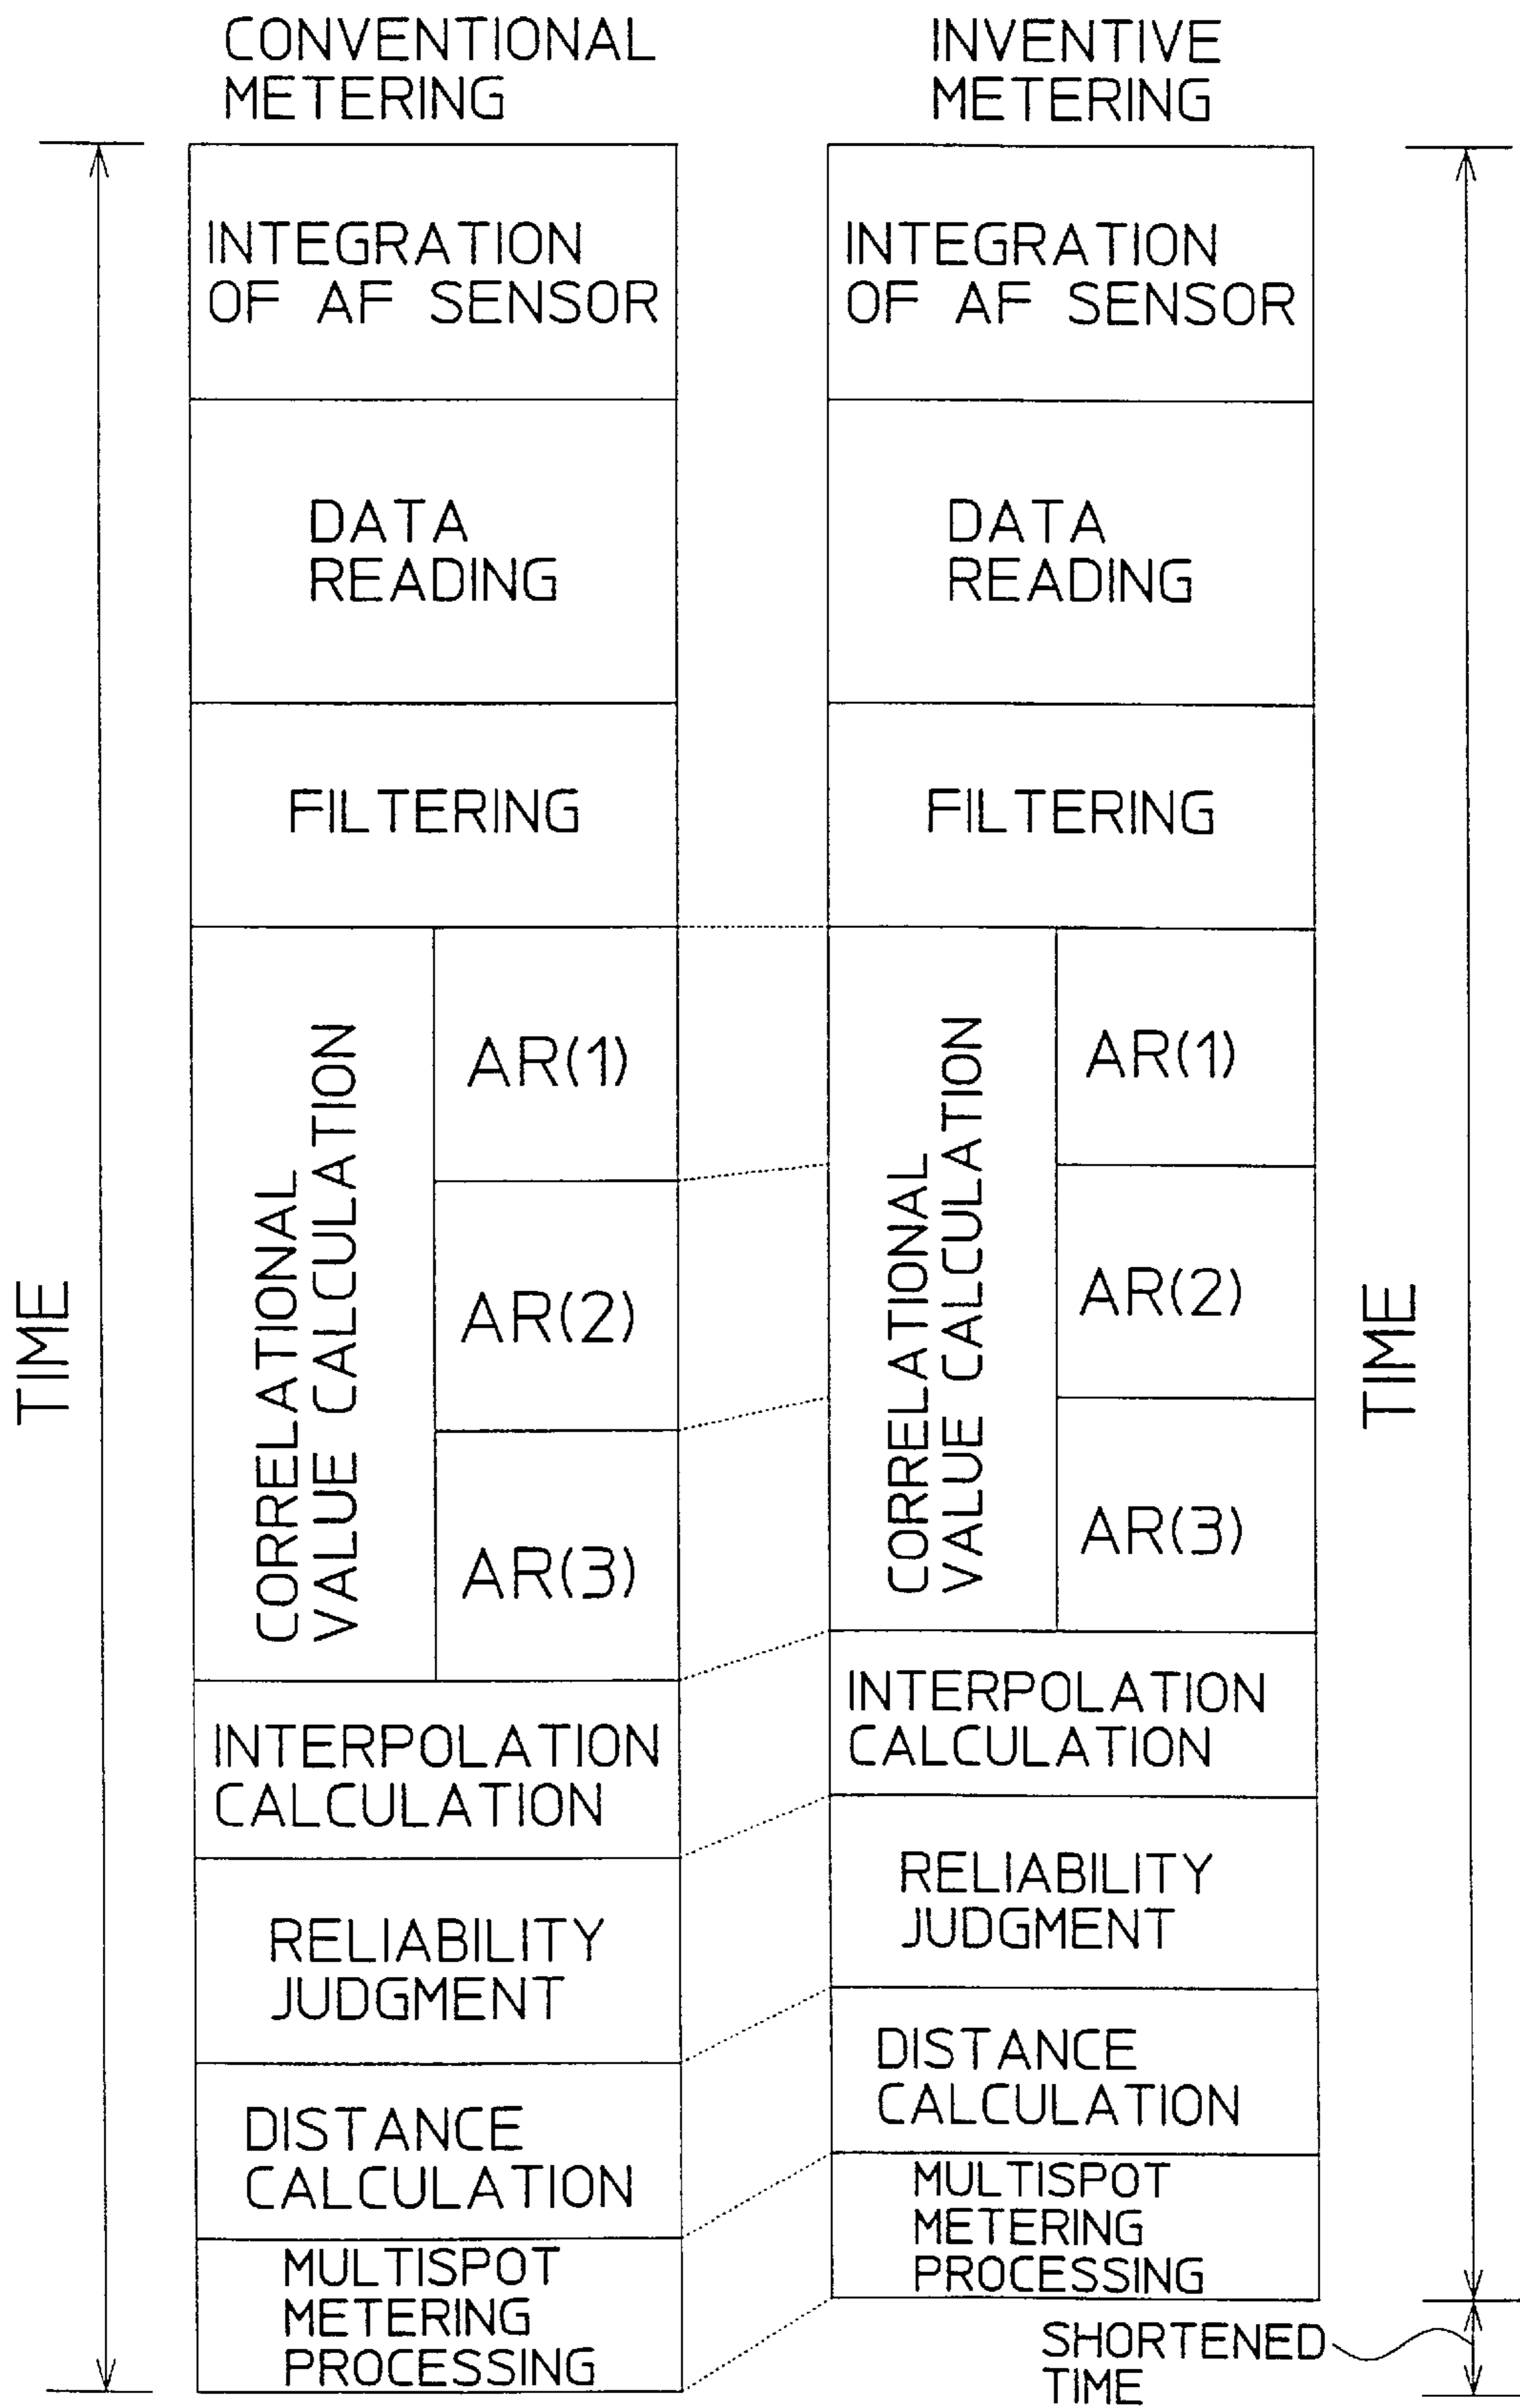 CONVENTIONAL
METERING
INTEGRATION
OF AF SENSOR
DATA
READING
FILTERING
CORRELATIONAL
VALUE CALCULATION
AR(1)
AR(2)
AR(3)
INTERPOLATION
CALCULATION
RELIABILITY
JUDGMENT
DISTANCE
CALCULATION
MULTISPOT
METERING
PROCESSING
TIME
INVENTIVE
METERING
INTEGRATION
OF AF SENSOR
DATA
READING
FILTERING
CORRELATIONAL
VALUE CALCULATION
AR(1)
AR(2)
AR(3)
INTERPOLATION
CALCULATION
RELIABILITY
JUDGMENT
DISTANCE
CALCULATION
MULTISPOT
METERING
PROCESSING
TIME
SHORTENED
TIME